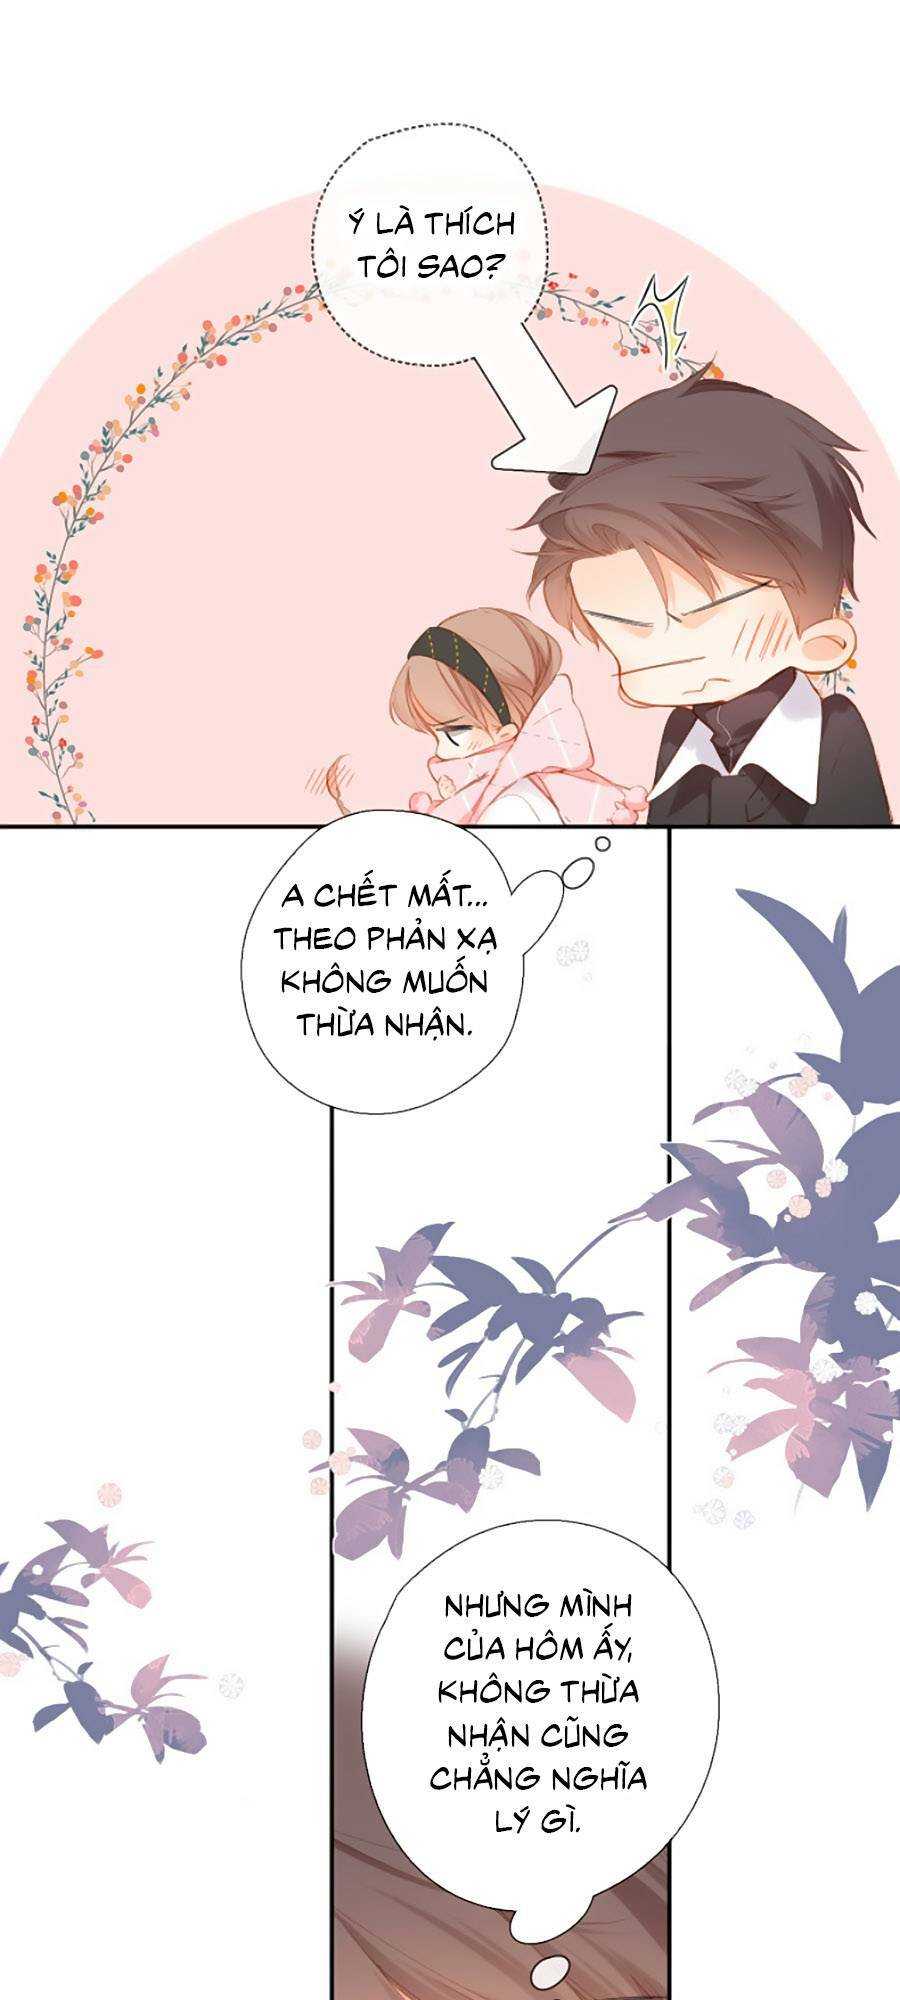 Ý LÀ THÍCH
TÔI SAO?
A CHẾT MẤT...
THEO PHẢN XẠ
KHÔNG MUỐN
THỪA NHẬN.
NHƯNG MÌNH
CỦA HÔM ẤY,
KHÔNG THỪA
NHẬN CŨNG
CHẲNG NGHĨA
LÝ GÌ.